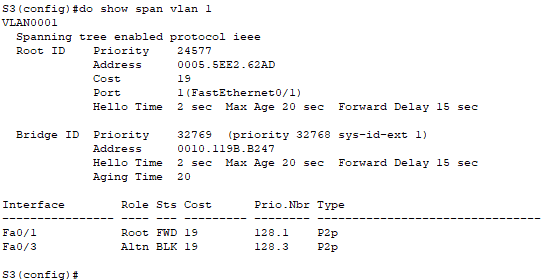 S3(config)#do show span vlan 1
VLAN0001
  Spanning tree enabled protocol ieee
  Root ID    Priority    24577
             Address     0005.5EE2.62AD
             Cost        19
             Port        1(FastEthernet0/1)
             Hello Time  2 sec  Max Age 20 sec  Forward Delay 15 sec

  Bridge ID  Priority    32769  (priority 32768 sys-id-ext 1)
             Address     0010.119B.B247
             Hello Time  2 sec  Max Age 20 sec  Forward Delay 15 sec
             Aging Time  20

Interface        Role Sts Cost      Prio.Nbr Type
---------------- ---- --- --------- -------- --------------------------------
Fa0/1            Root FWD 19        128.1    P2p
Fa0/3            Altn BLK 19        128.3    P2p

S3(config)#